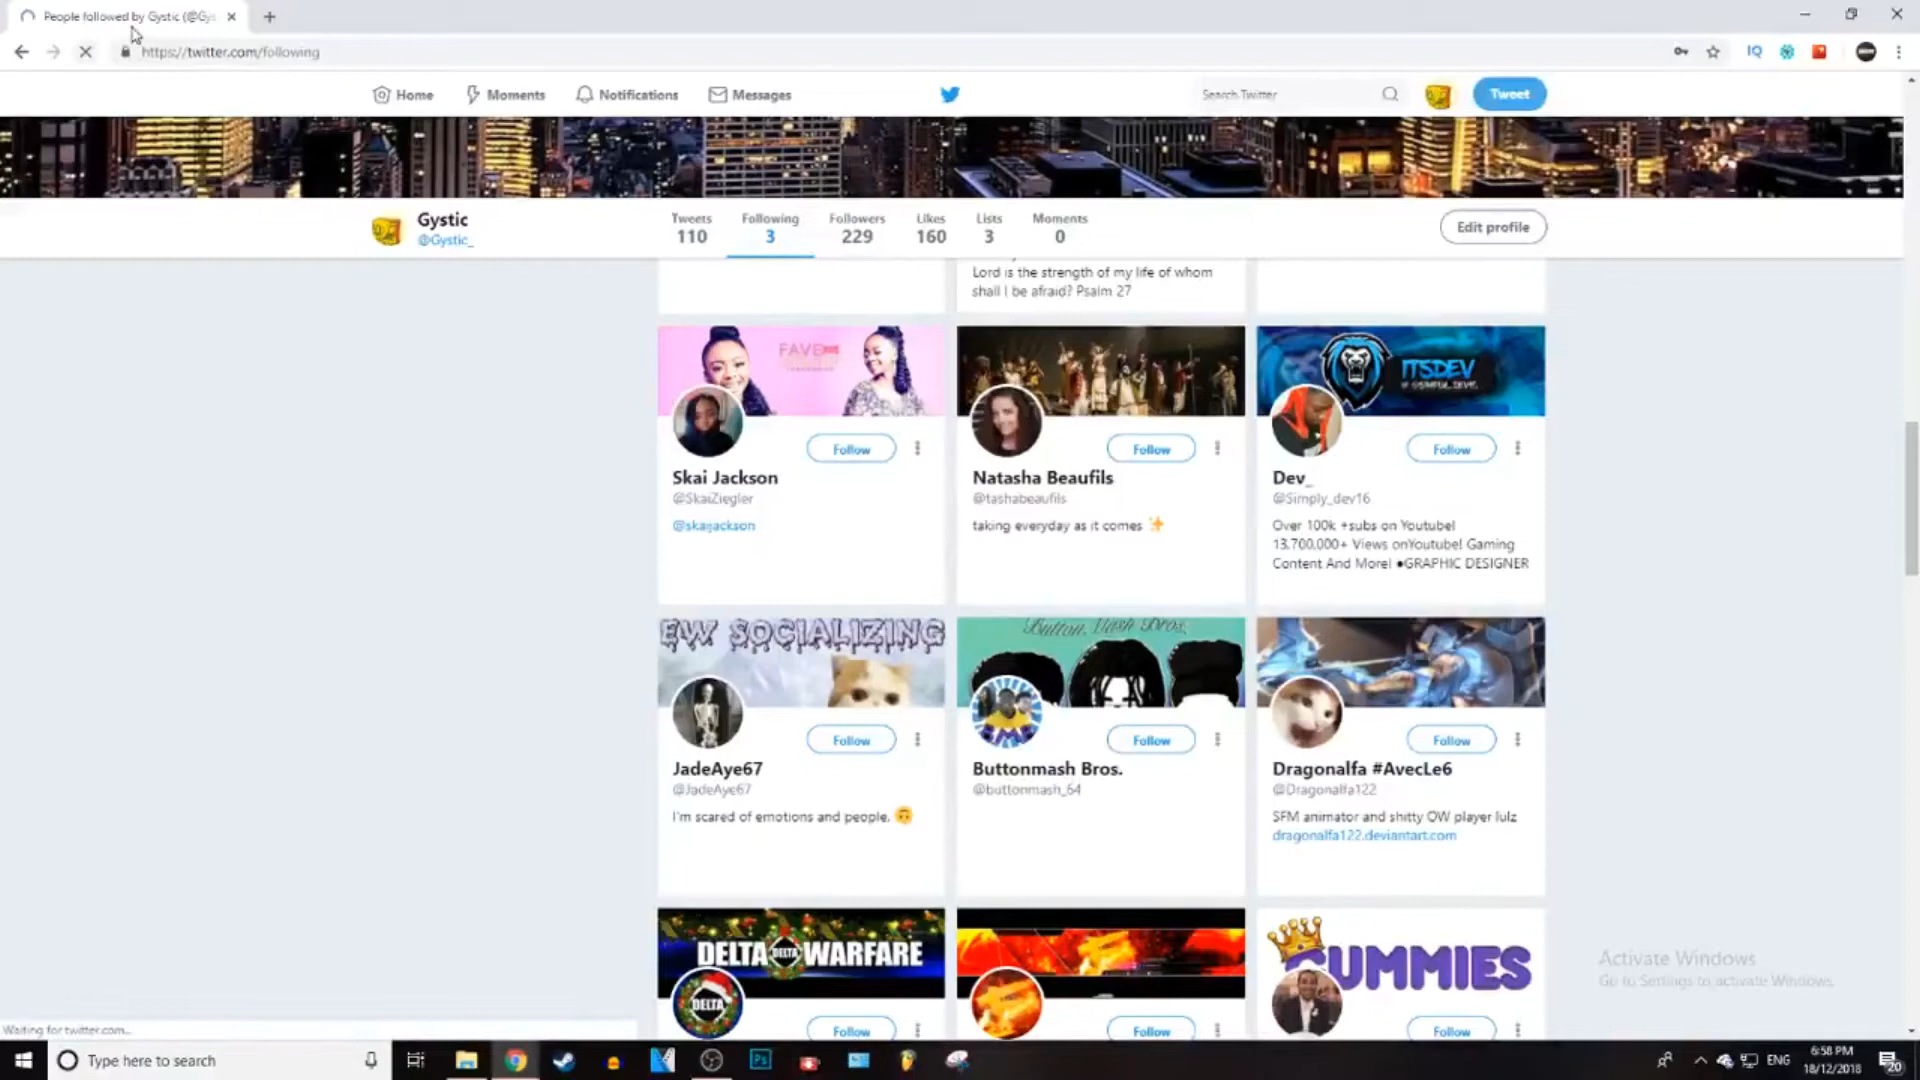 People followed by Gystic (@Gys
https://twitter.com/following
IQ
Home
Moments
Notifications
Messages
Search Twitter
Tweet
Gystic
@Gystic_
Tweets
110
Following
3
Followers
229
Likes
160
Lists
3
Moments
0
Edit profile
Lord is the strength of my life of whom
shall I be afraid? Psalm 27
FAVE
ITSDEV
Follow
Follow
Follow
Skai Jackson
@SkaiZiegler
@skaijackson
Natasha Beaufils
@tashabeaufils
taking everyday as it comes ✨
Dev_
@Simply_dev16
Over 100k +subs on Youtube!
13.700.000+ Views onYoutube! Gaming
Content And More! ●GRAPHIC DESIGNER
EW SOCIALIZING
Button Mash Bros.
Follow
Follow
Follow
JadeAye67
@JadeAye67
I'm scared of emotions and people. 🙃
Buttonmash Bros.
@buttonmash_64
Dragonalfa #AvecLe6
@Dragonalfa122
SFM animator and shitty OW player lulz
dragonalfa122.deviantart.com
DELTA DELTA WARFARE
DELTA
GUMMIES
Follow
Follow
Follow
Activate Windows
Go to Settings to activate Windows.
Waiting for twitter.com...
Type here to search
Ps
ENG
6:58 PM
18/12/2018
20